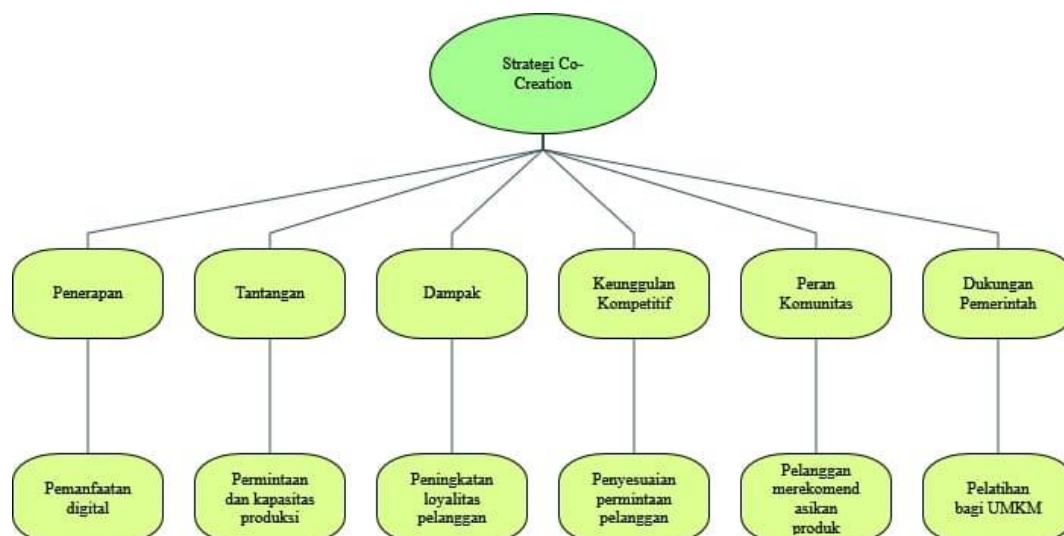 Strategi Co-
Creation
Penerapan
Tantangan
Dampak
Keunggulan
Kompetitif
Peran
Komunitas
Dukungan
Pemerintah
Pemanfaatan
digital
Permintaan
dan kapasitas
produksi
Peningkatan
loyalitas
pelanggan
Penyesuaian
permintaan
pelanggan
Pelanggan
merekomend
asikan
produk
Pelatihan
bagi UMKM